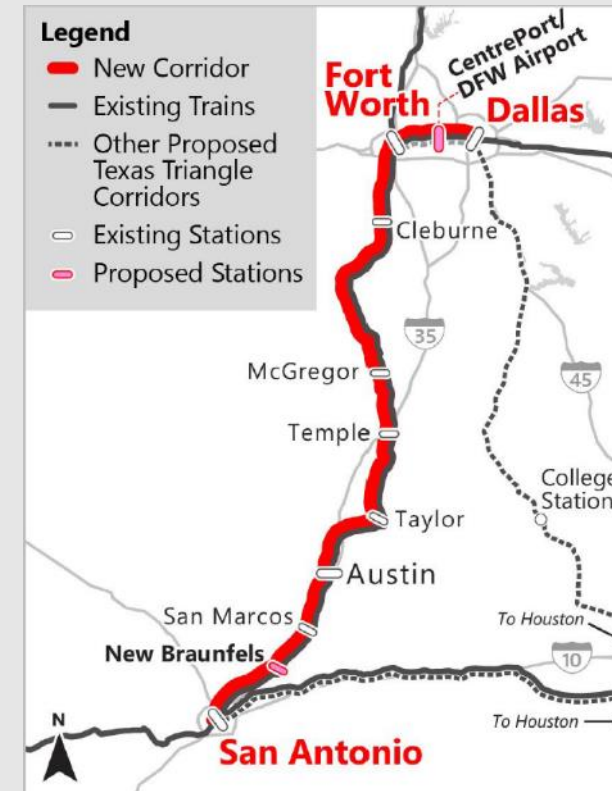 Legend
New Corridor
Existing Trains
Other Proposed
Texas Triangle
Corridors
Existing Stations
Proposed Stations
CentrePort/
DFW Airport
Fort
Worth
Dallas
Cleburne
35
McGregor
45
Temple
College
Station
Taylor
Austin
San Marcos
To Houston
New Braunfels
10
N
To Houston
San Antonio